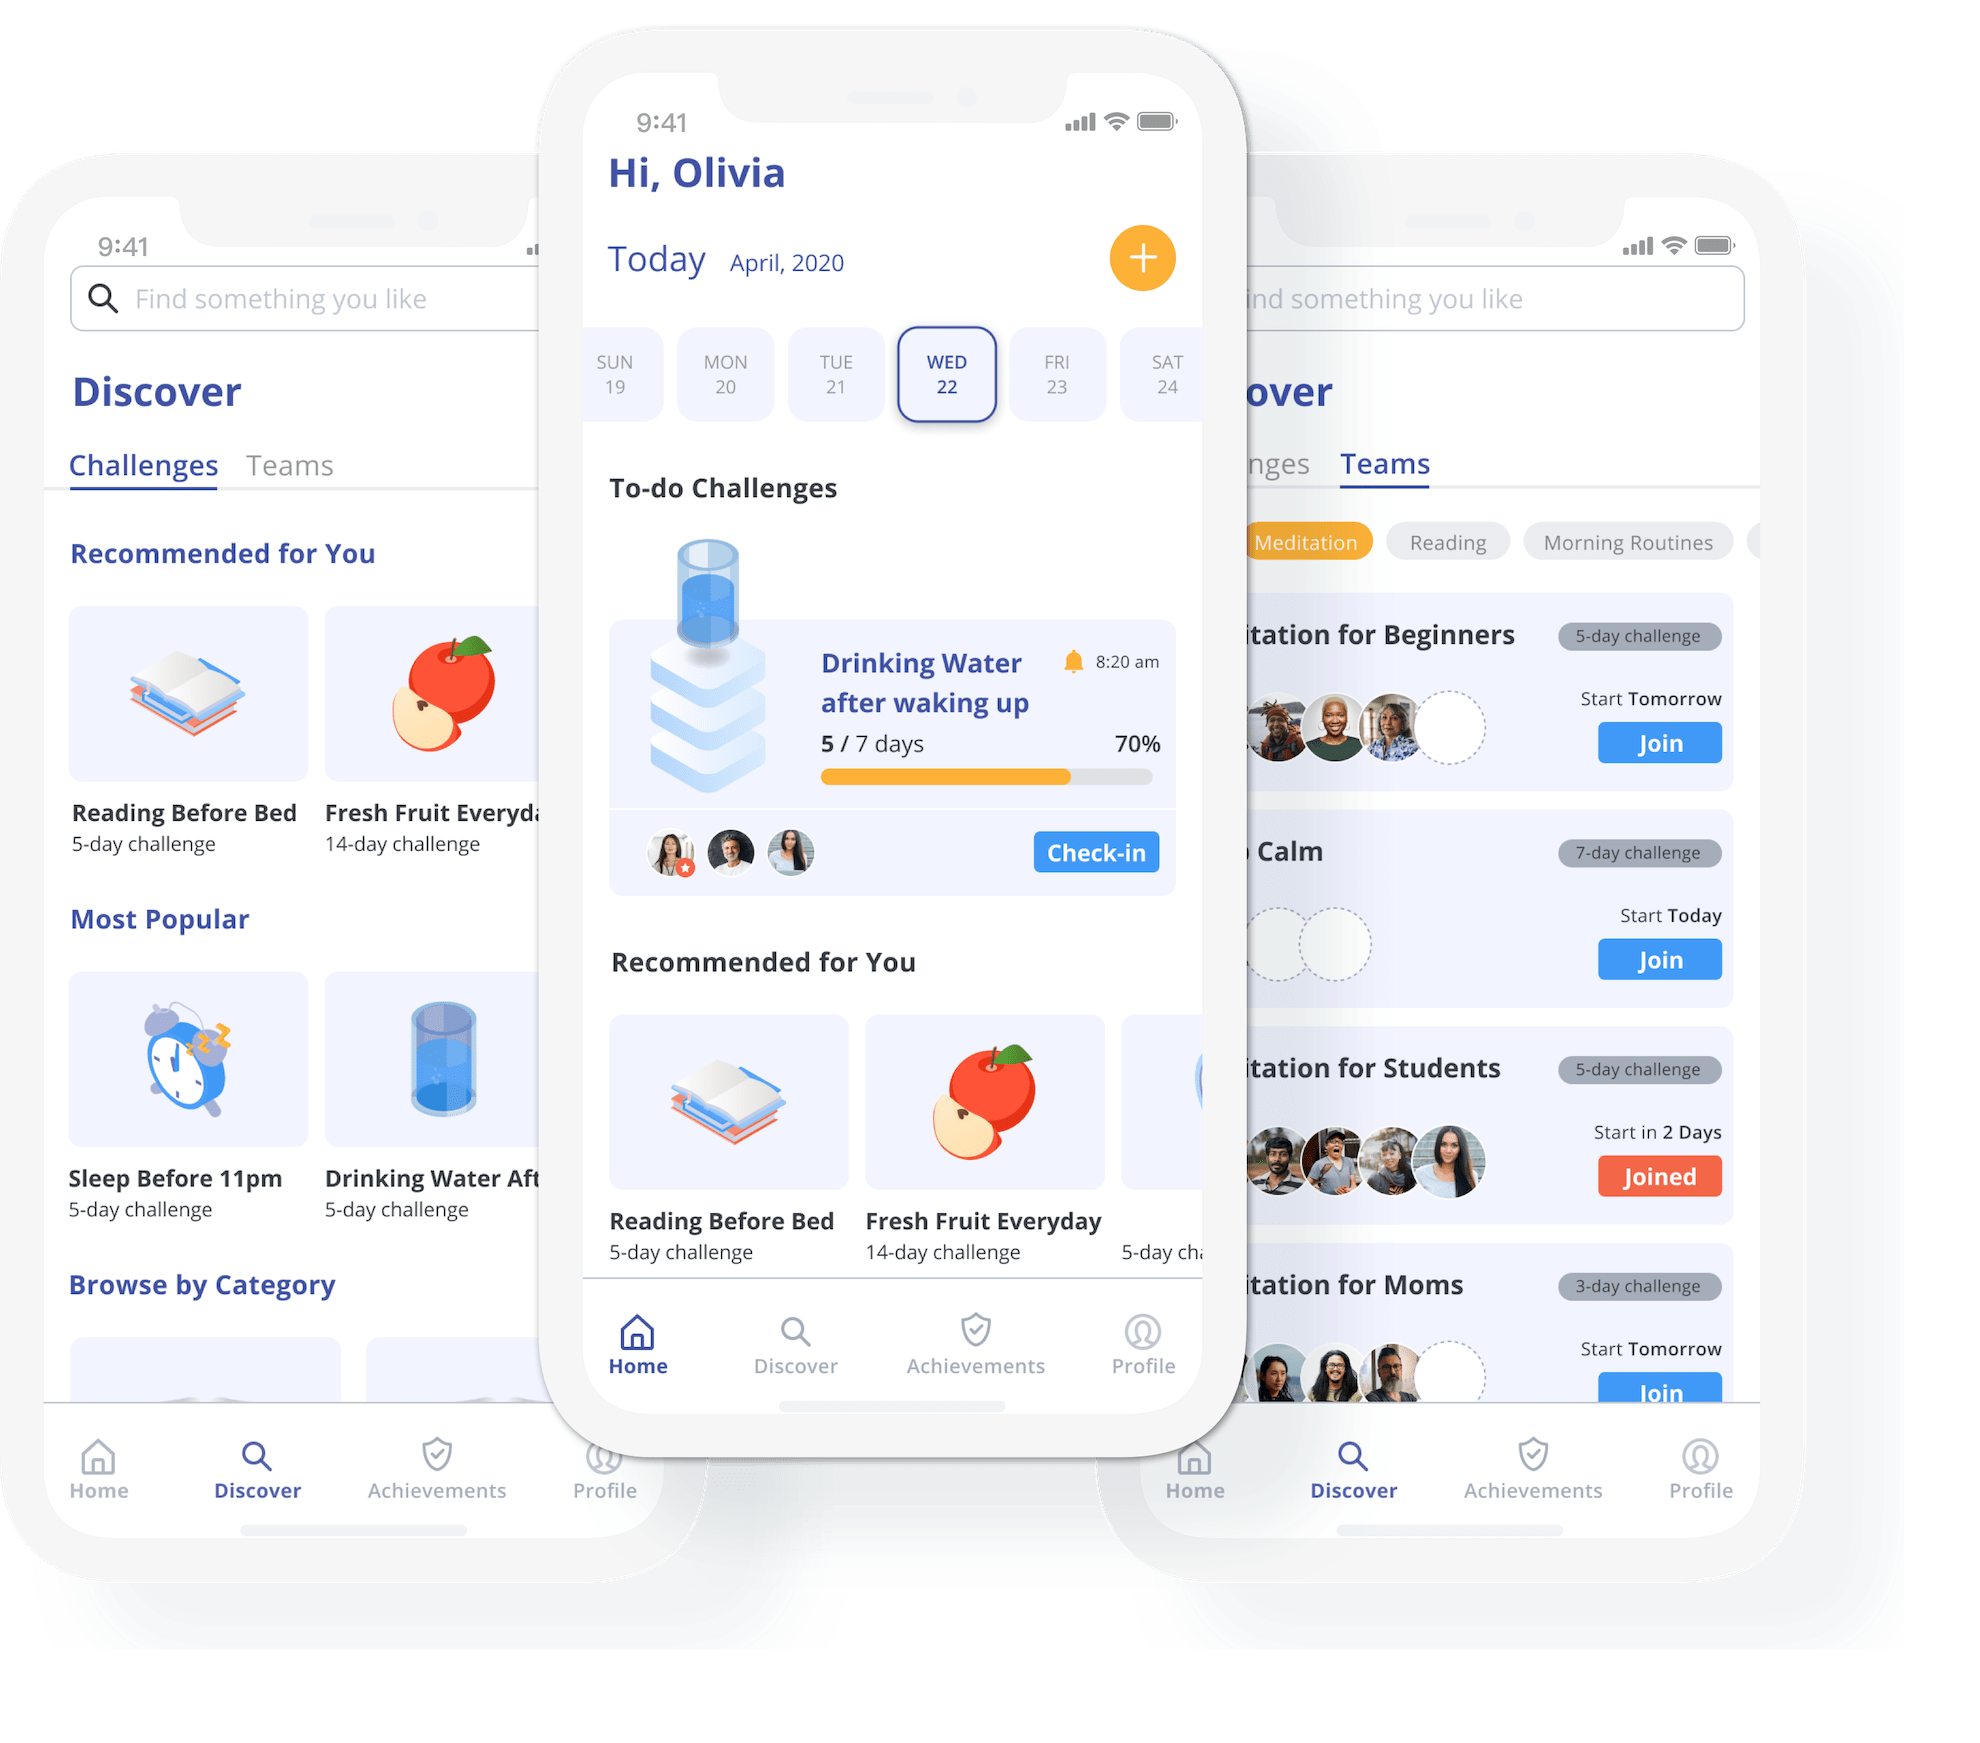 9:41
Find something you like
Discover
Challenges Teams
Recommended for You
Reading Before Bed
5-day challenge
Fresh Fruit Everyda
14-day challenge
Most Popular
Sleep Before 11pm
5-day challenge
Drinking Water Aft
5-day challenge
Browse by Category
Home Discover Achievements Profile
9:41
Hi, Olivia
Today April, 2020
SUN MON TUE WED FRI SAT
19 20 21 22 23 24
To-do Challenges
Drinking Water 8:20 am
after waking up
5 / 7 days 70%
Check-in
Recommended for You
Reading Before Bed
5-day challenge
Fresh Fruit Everyday
14-day challenge
5-day cha
Home Discover Achievements Profile
ind something you like
over
nges Teams
Meditation Reading Morning Routines
itation for Beginners 5-day challenge
Start Tomorrow
Join
Calm 7-day challenge
Start Today
Join
itation for Students 5-day challenge
Start in 2 Days
Joined
itation for Moms 3-day challenge
Start Tomorrow
Join
Home Discover Achievements Profile